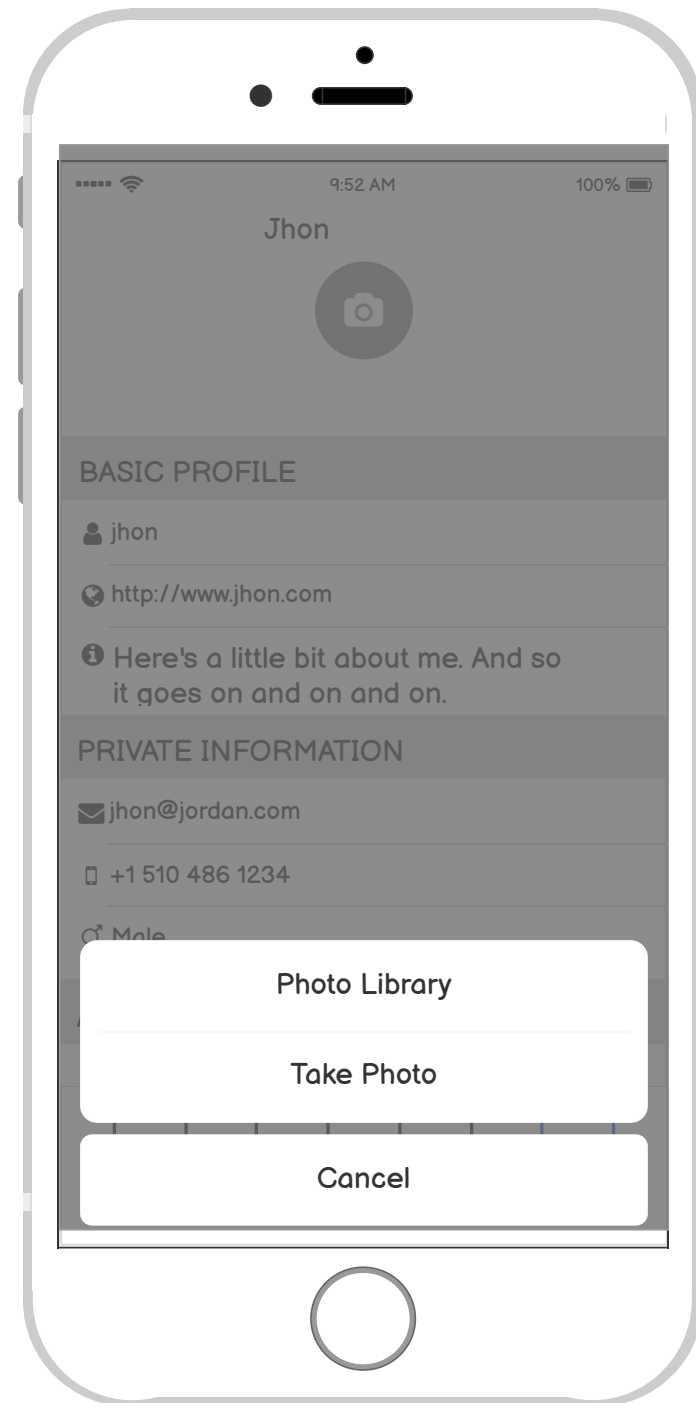 9:52 AM
100%
Jhon
BASIC PROFILE
jhon
http://www.jhon.com
Here's a little bit about me. And so
it goes on and on and on.
PRIVATE INFORMATION
jhon@jordan.com
+1 510 486 1234
Male
Photo Library
Take Photo
Cancel